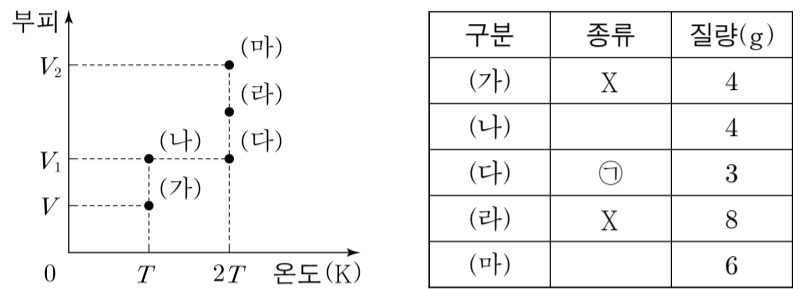 부피
V₂
V₁
V
(마)
(라)
(나)
(다)
(가)
0
T
2T
온도(K)
구분 종류 질량(g)
(가) X 4
(나) 4
(다) ㉠ 3
(라) X 8
(마) 6